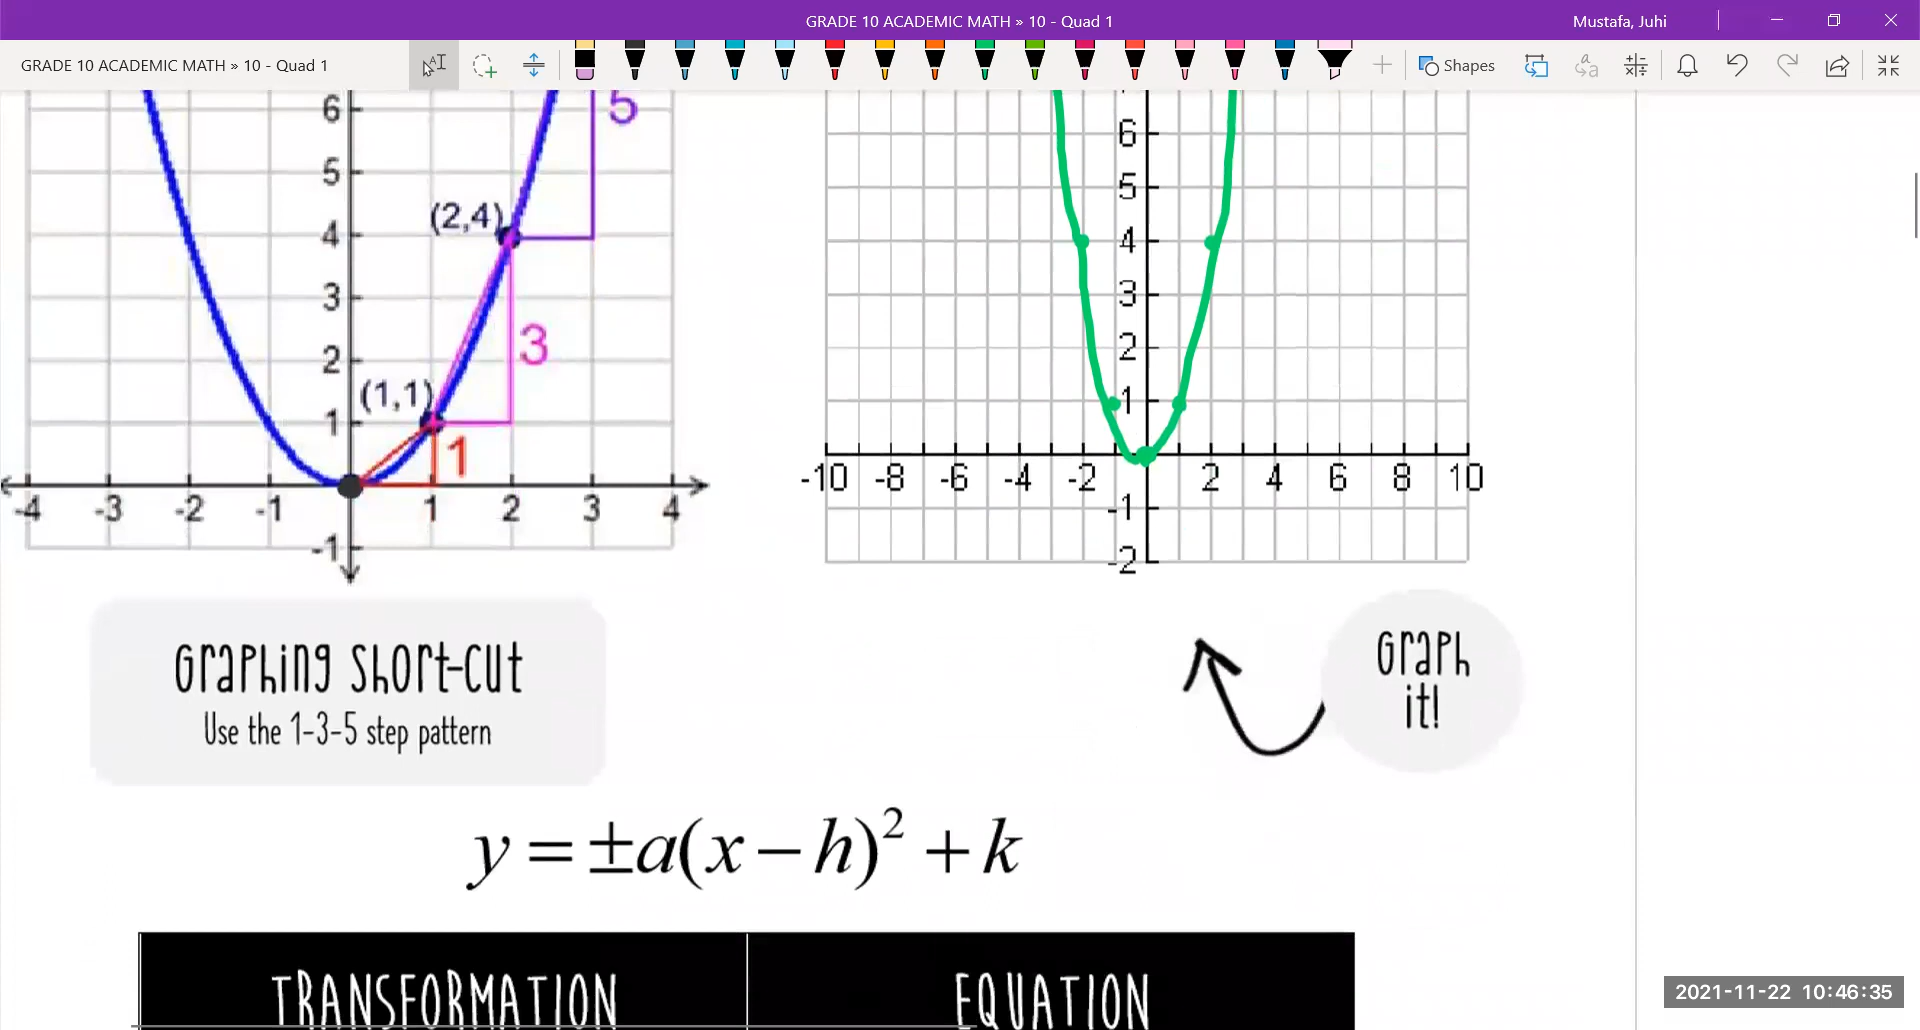 GRADE 10 ACADEMIC MATH » 10 - Quad 1
Mustafa, Juhi
GRADE 10 ACADEMIC MATH » 10 - Quad 1
Shapes
6
5
5
(2,4)
4
3
3
2
(1,1)
1
1
-4 -3 -2 -1 1 2 3 4
-1
6
5
4
3
2
1
-10 -8 -6 -4 -2 2 4 6 8 10
-1
-2
Graphing Short-cut
Use the 1-3-5 step pattern
Graph
it!
y = ±a(x − h)² + k
TRANSFORMATION
EQUATION
2021-11-22 10:46:35